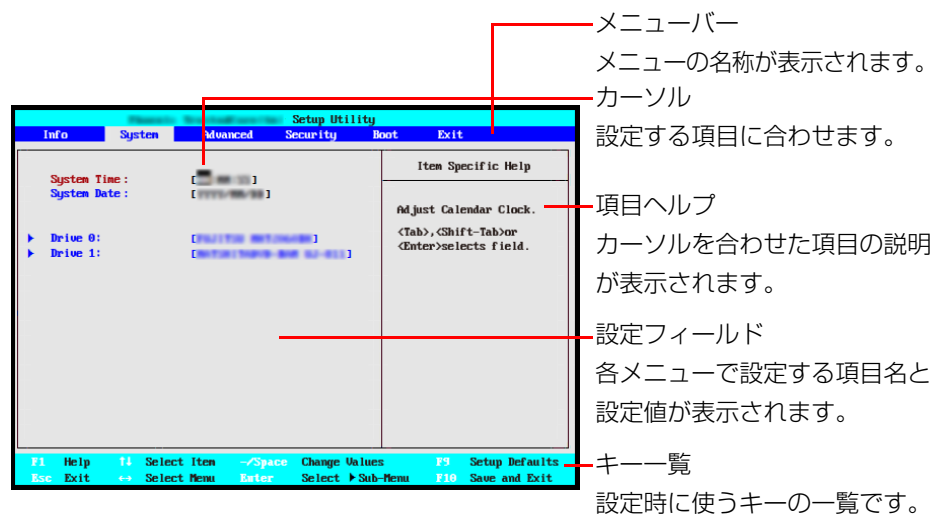 メニューバー
メニューの名称が表示されます。
カーソル
設定する項目に合わせます。
Setup Utility
Info System Advanced Security Boot Exit
Item Specific Help
System Time :
System Date :
項目ヘルプ
Adjust Calendar Clock.
カーソルを合わせた項目の説明
が表示されます。
<Tab>,<Shift-Tab>or
<Enter>selects field.
Drive 0:
Drive 1:
設定フィールド
各メニューで設定する項目名と
設定値が表示されます。
F1 Help ↑↓ Select Item -/Space Change Values F9 Setup Defaults
Esc Exit ↔ Select Menu Enter Select ▶Sub-Menu F10 Save and Exit
キー一覧
設定時に使うキーの一覧です。